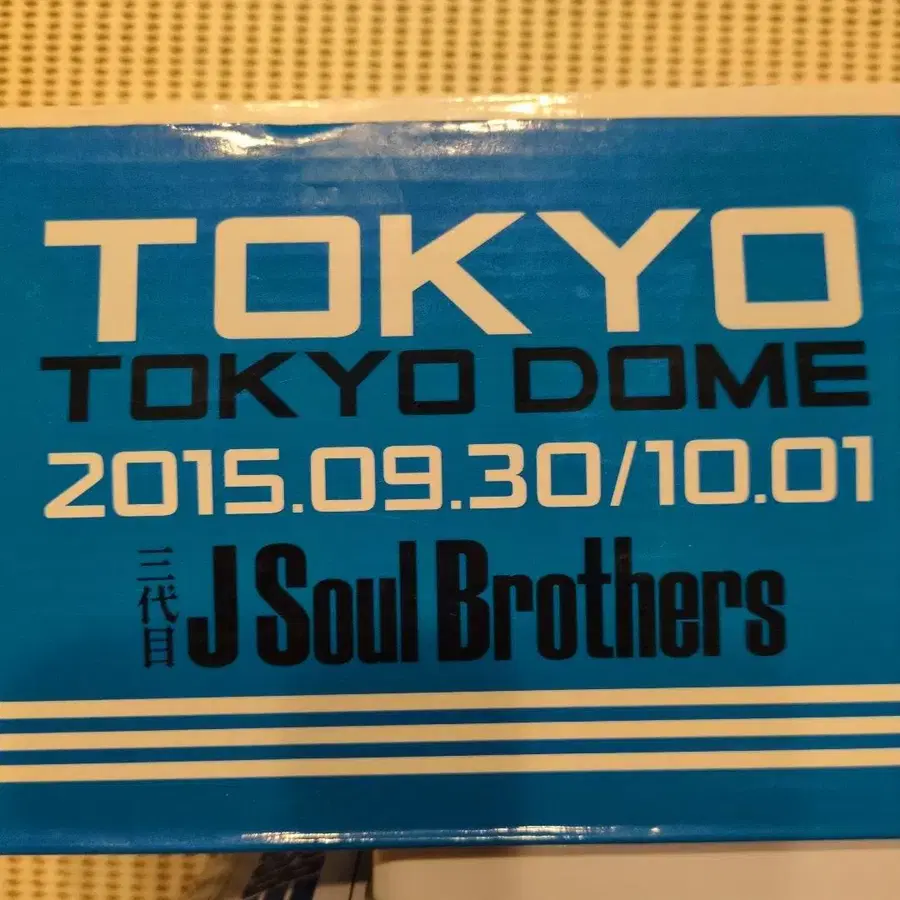 TOKYO
TOKYO DOME
2015.09.30/10.01
三代目 J Soul Brothers